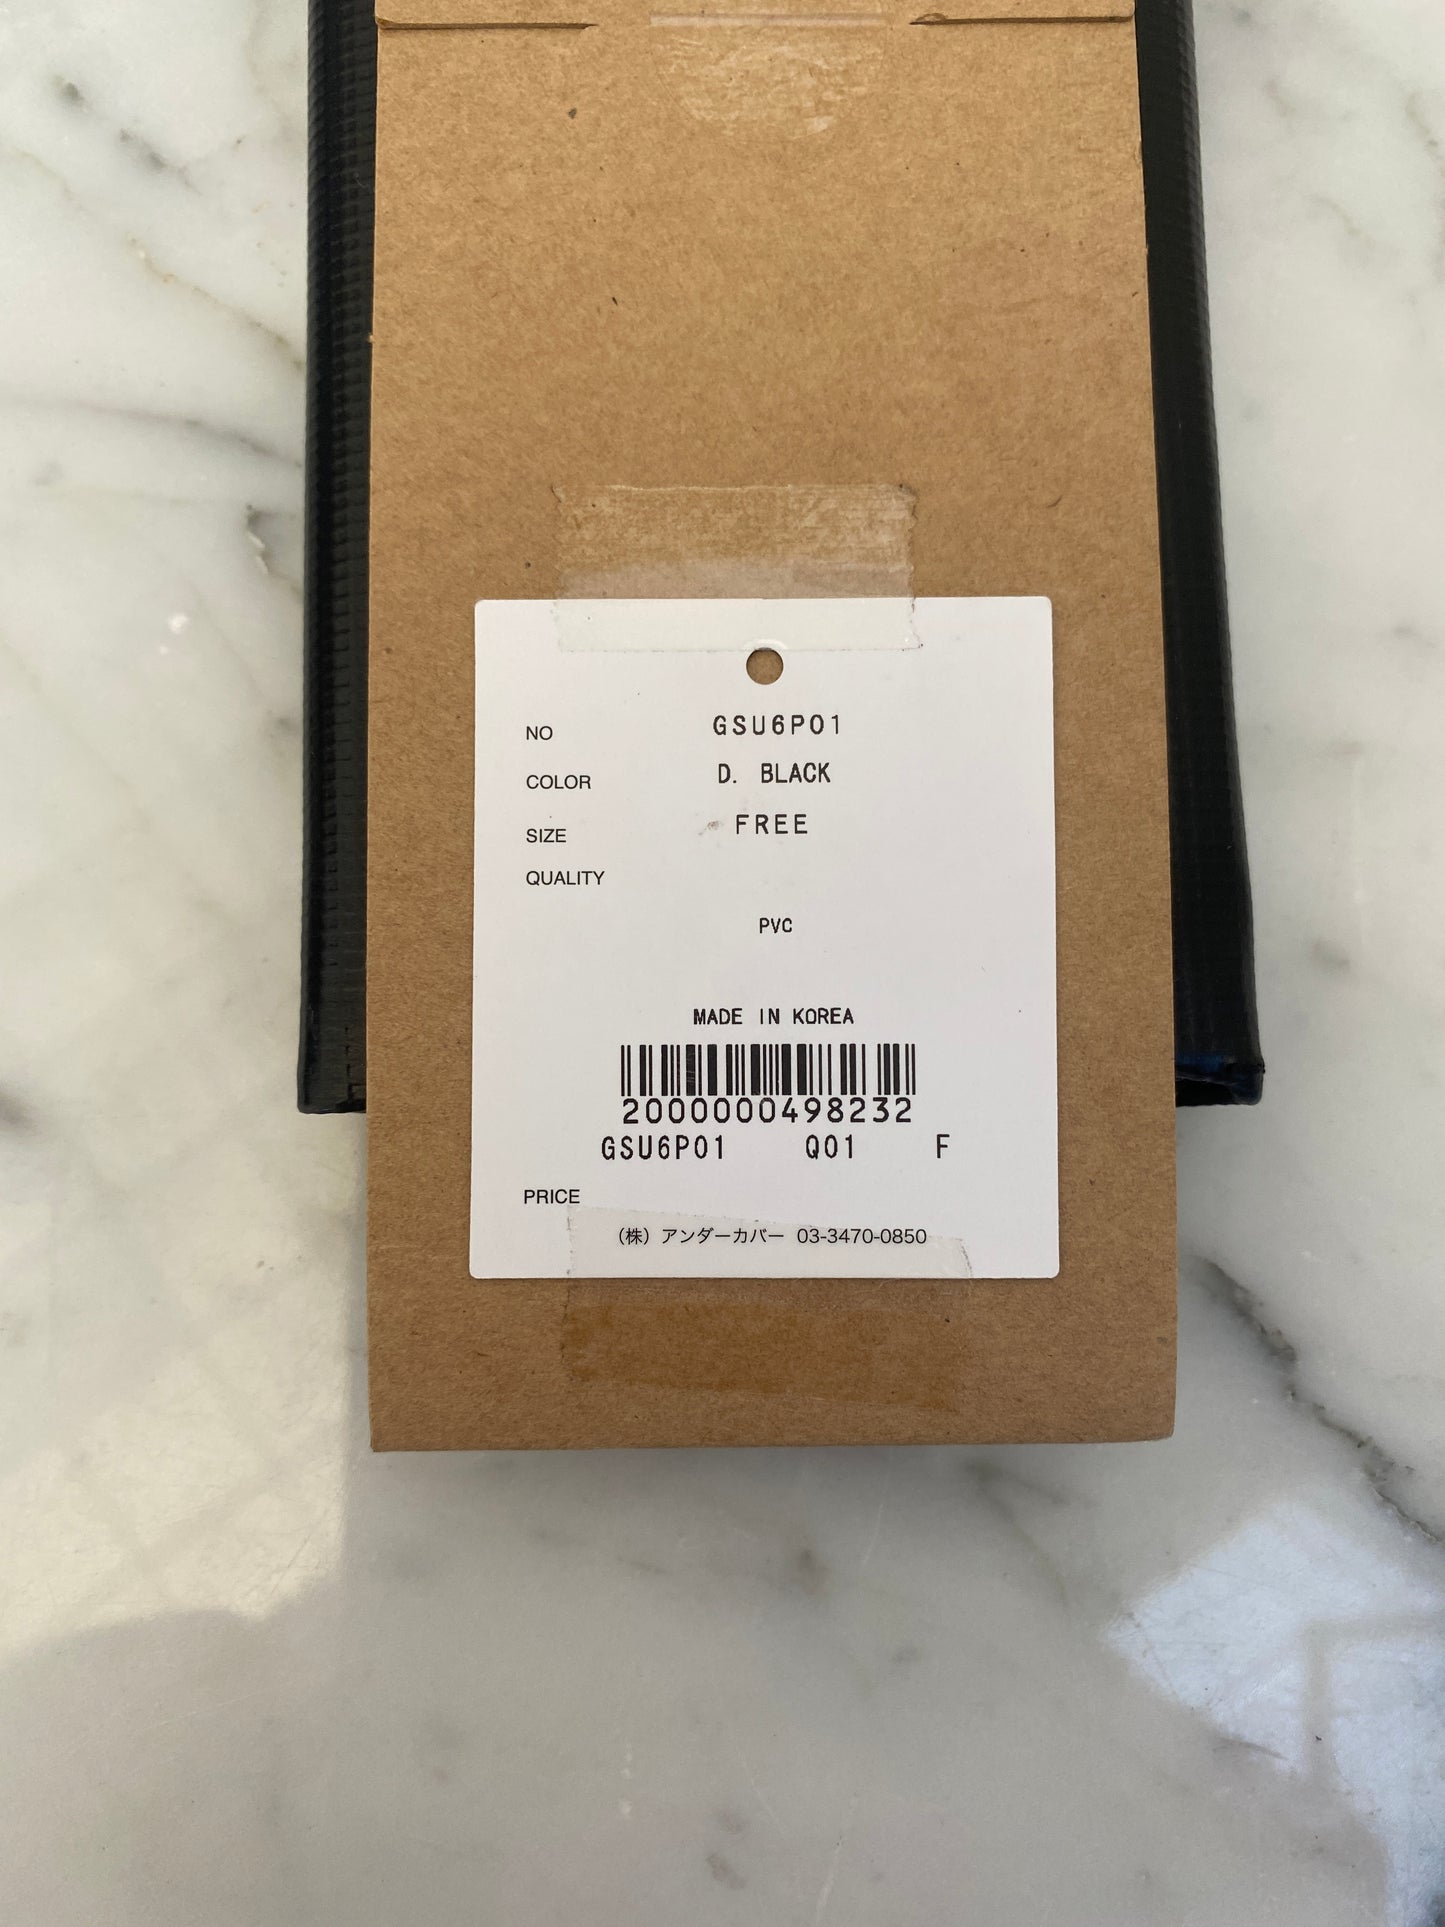 NO GSU6P01
COLOR D. BLACK
SIZE FREE
QUALITY
PVC
MADE IN KOREA
2000000498232
GSU6P01 Q01 F
PRICE
（株）アンダーカバー 03-3470-0850